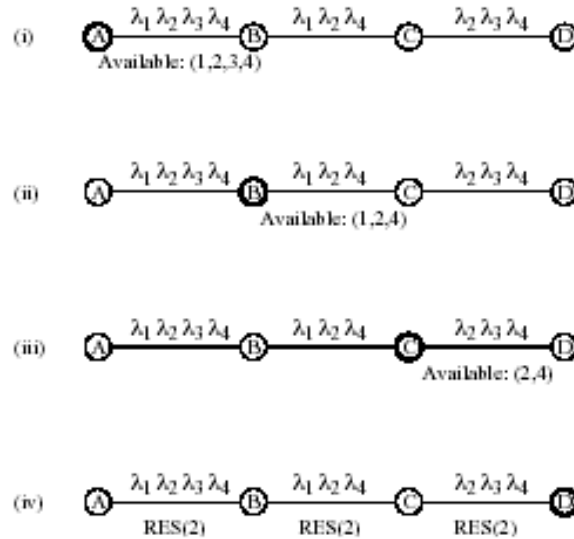 λ₁ λ₂ λ₃ λ₄ λ₁ λ₂ λ₄ λ₂ λ₃ λ₄
(i) A B C D
Available: (1,2,3,4)
λ₁ λ₂ λ₃ λ₄ λ₁ λ₂ λ₄ λ₂ λ₃ λ₄
(ii) A B C D
Available: (1,2,4)
λ₁ λ₂ λ₃ λ₄ λ₁ λ₂ λ₄ λ₂ λ₃ λ₄
(iii) A B C D
Available: (2,4)
λ₁ λ₂ λ₃ λ₄ λ₁ λ₂ λ₄ λ₂ λ₃ λ₄
(iv) A B C D
RES(2) RES(2) RES(2)